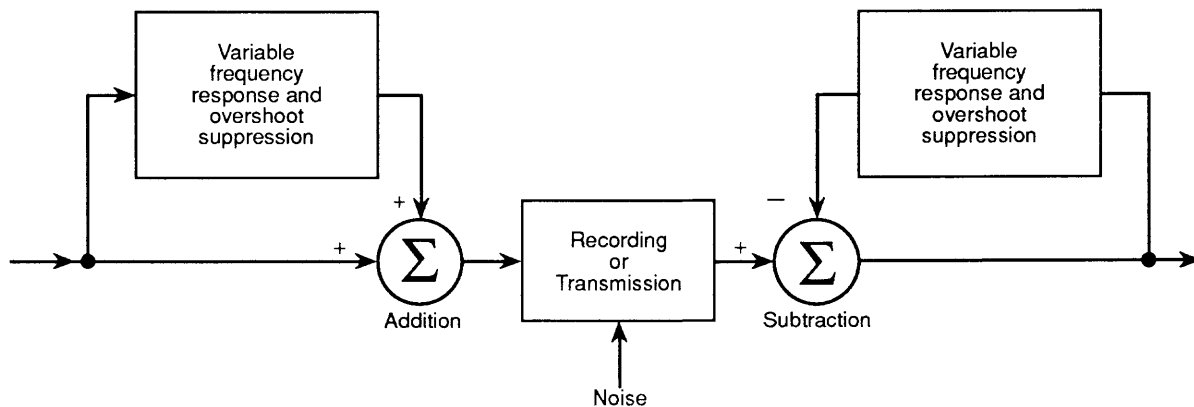 Variable
frequency
response and
overshoot
suppression
Variable
frequency
response and
overshoot
suppression
+
−
+
Σ
Addition
Recording
or
Transmission
+
Σ
Subtraction
Noise